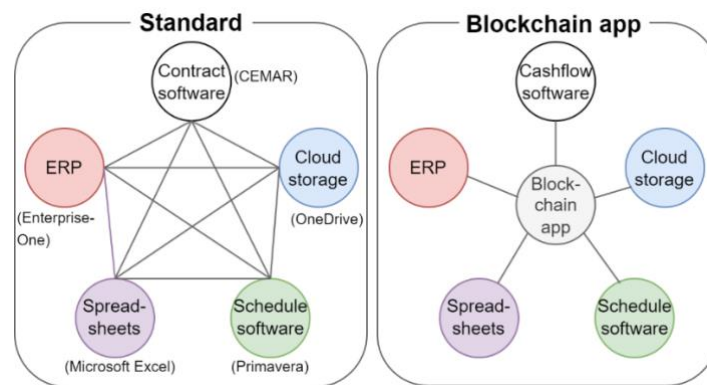 Standard
Contract
software
(CEMAR)
ERP
(Enterprise-
One)
Cloud
storage
(OneDrive)
Spread-
sheets
(Microsoft Excel)
Schedule
software
(Primavera)
Blockchain app
Cashflow
software
ERP
Cloud
storage
Block-
chain
app
Spread-
sheets
Schedule
software